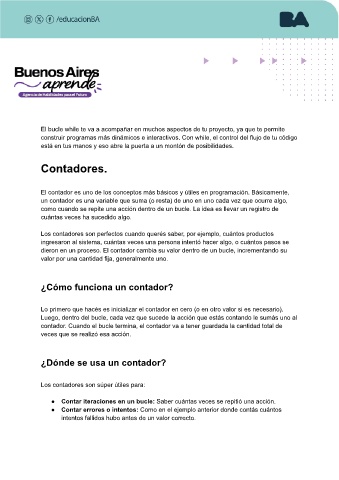 /educacionBA
BA
Buenos Aires
aprende
Agencia de Habilidades para el Futuro
El bucle while te va a acompañar en muchos aspectos de tu proyecto, ya que te permite
construir programas más dinámicos e interactivos. Con while, el control del flujo de tu código
está en tus manos y eso abre la puerta a un montón de posibilidades.
Contadores.
El contador es uno de los conceptos más básicos y útiles en programación. Básicamente,
un contador es una variable que suma (o resta) de uno en uno cada vez que ocurre algo,
como cuando se repite una acción dentro de un bucle. La idea es llevar un registro de
cuántas veces ha sucedido algo.
Los contadores son perfectos cuando querés saber, por ejemplo, cuántos productos
ingresaron al sistema, cuántas veces una persona intentó hacer algo, o cuántos pasos se
dieron en un proceso. El contador cambia su valor dentro de un bucle, incrementando su
valor por una cantidad fija, generalmente uno.
¿Cómo funciona un contador?
Lo primero que hacés es inicializar el contador en cero (o en otro valor si es necesario).
Luego, dentro del bucle, cada vez que sucede la acción que estás contando le sumás uno al
contador. Cuando el bucle termina, el contador va a tener guardada la cantidad total de
veces que se realizó esa acción.
¿Dónde se usa un contador?
Los contadores son súper útiles para:
● Contar iteraciones en un bucle: Saber cuántas veces se repitió una acción.
● Contar errores o intentos: Como en el ejemplo anterior donde contás cuántos
intentos fallidos hubo antes de un valor correcto.